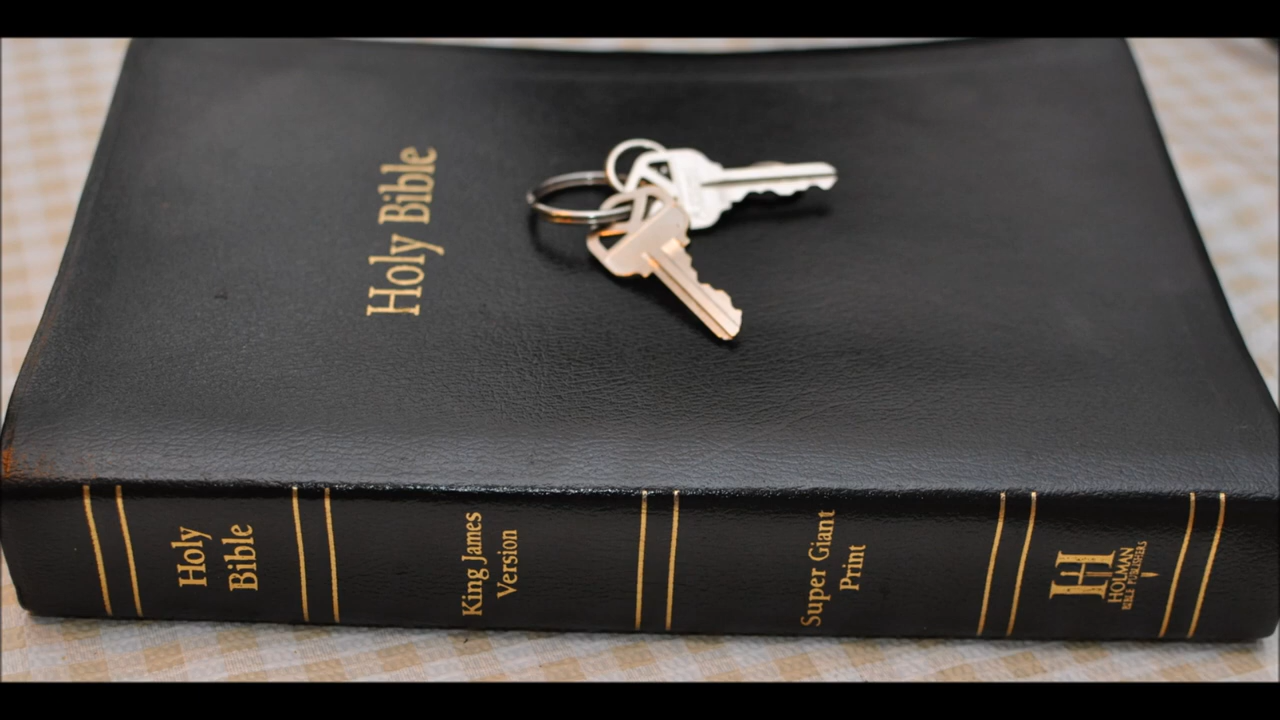 Holy Bible
Holy
Bible
King James
Version
Super Giant
Print
HOLMAN
BIBLE PUBLISHERS